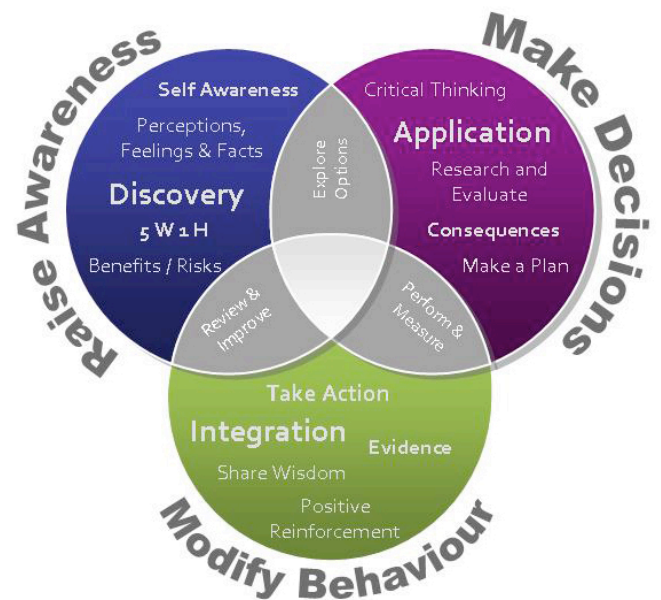 Raise Awareness
Self Awareness
Perceptions,
Feelings & Facts
Discovery
5 W 1 H
Benefits / Risks
Explore
Options
Make Decisions
Critical Thinking
Application
Research and
Evaluate
Consequences
Make a Plan
Review &
Improve
Perform &
Measure
Take Action
Integration
Evidence
Share Wisdom
Positive
Reinforcement
Modify Behaviour